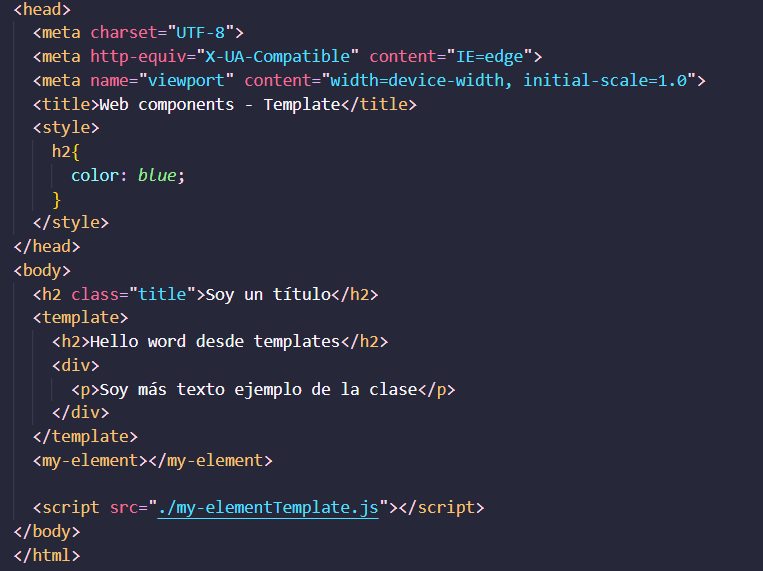 <head>
<meta charset="UTF-8">
<meta http-equiv="X-UA-Compatible" content="IE=edge">
<meta name="viewport" content="width=device-width, initial-scale=1.0">
<title>Web components - Template</title>
<style>
h2{
color: blue;
}
</style>
</head>
<body>
<h2 class="title">Soy un título</h2>
<template>
<h2>Hello word desde templates</h2>
<div>
<p>Soy más texto ejemplo de la clase</p>
</div>
</template>
<my-element></my-element>
<script src="./my-elementTemplate.js"></script>
</body>
</html>